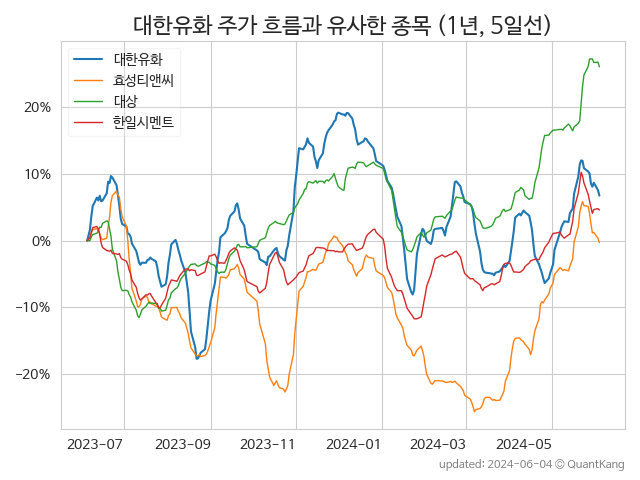 대한유화 주가 흐름과 유사한 종목 (1년, 5일선)
대한유화
효성티앤씨
대상
한일시멘트
20%
10%
0%
−10%
−20%
2023-07 2023-09 2023-11 2024-01 2024-03 2024-05
updated: 2024-06-04 © QuantKang